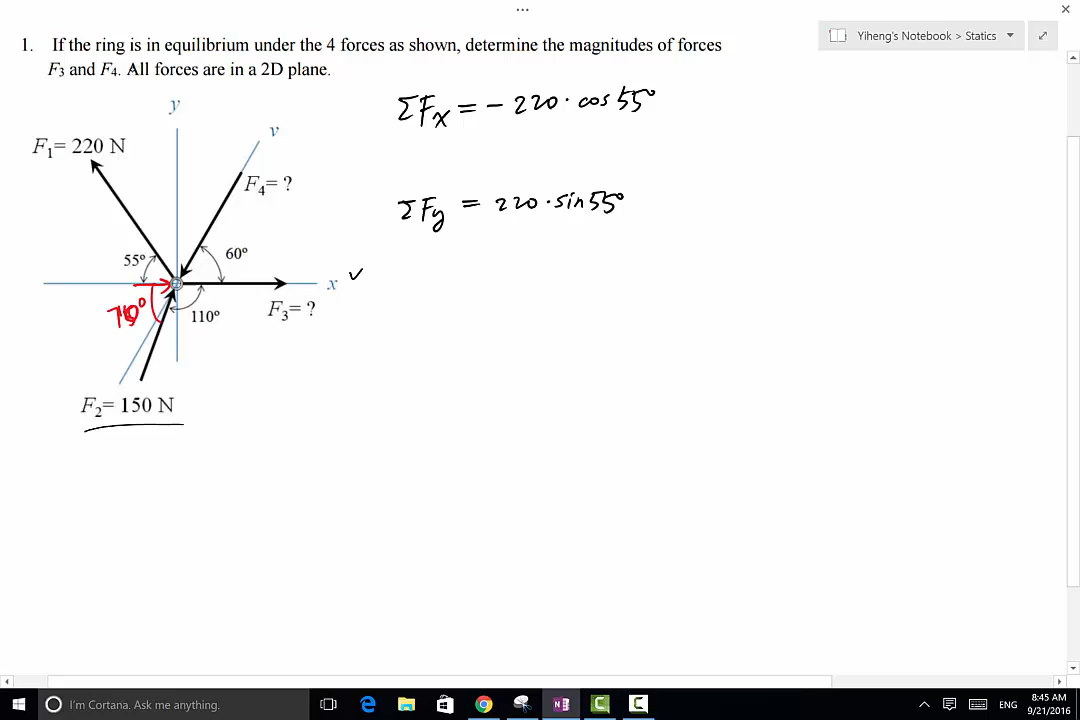 ...
Yiheng's Notebook > Statics
1. If the ring is in equilibrium under the 4 forces as shown, determine the magnitudes of forces
F3 and F4. All forces are in a 2D plane.
ΣFx = - 220 · cos 55°
y
v
F1= 220 N
F4= ?
ΣFy = 220 · sin 55°
55°
60°
x ✓
70°
110°
F3= ?
F2= 150 N
I'm Cortana. Ask me anything.
ENG
8:45 AM
9/21/2016